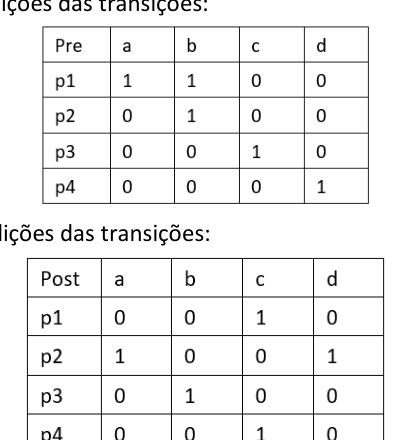 ições das transições:
Pre a b c d
p1 1 1 0 0
p2 0 1 0 0
p3 0 0 1 0
p4 0 0 0 1
lições das transições:
Post a b c d
p1 0 0 1 0
p2 1 0 0 1
p3 0 1 0 0
p4 0 0 1 0